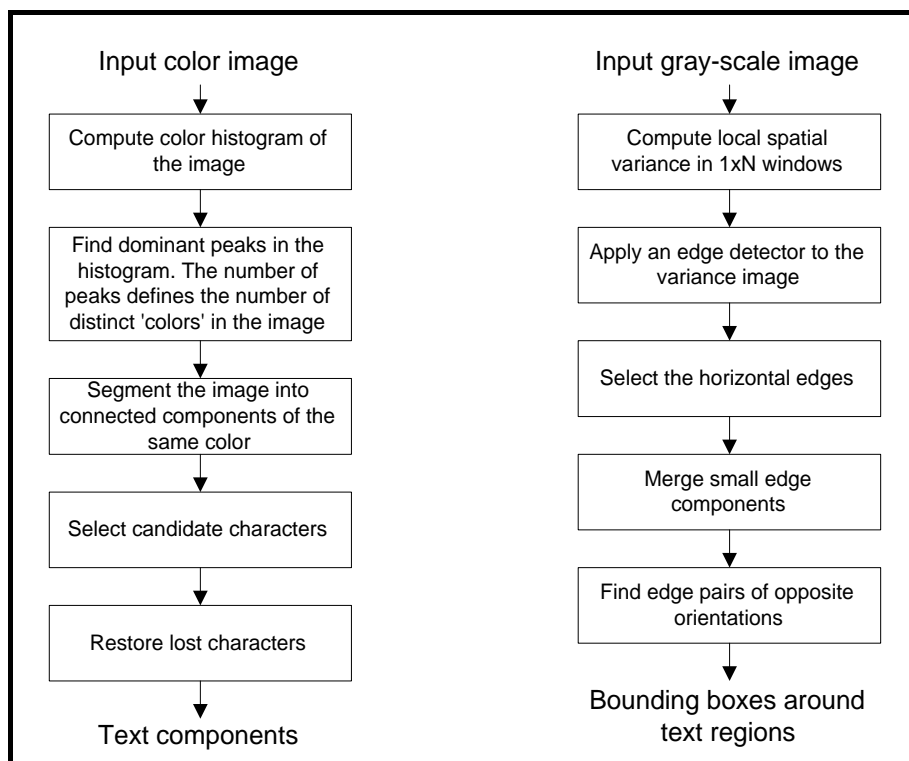 Input color image
Compute color histogram of
the image
Find dominant peaks in the
histogram. The number of
peaks defines the number of
distinct 'colors' in the image
Segment the image into
connected components of the
same color
Select candidate characters
Restore lost characters
Text components
Input gray-scale image
Compute local spatial
variance in 1xN windows
Apply an edge detector to the
variance image
Select the horizontal edges
Merge small edge
components
Find edge pairs of opposite
orientations
Bounding boxes around
text regions